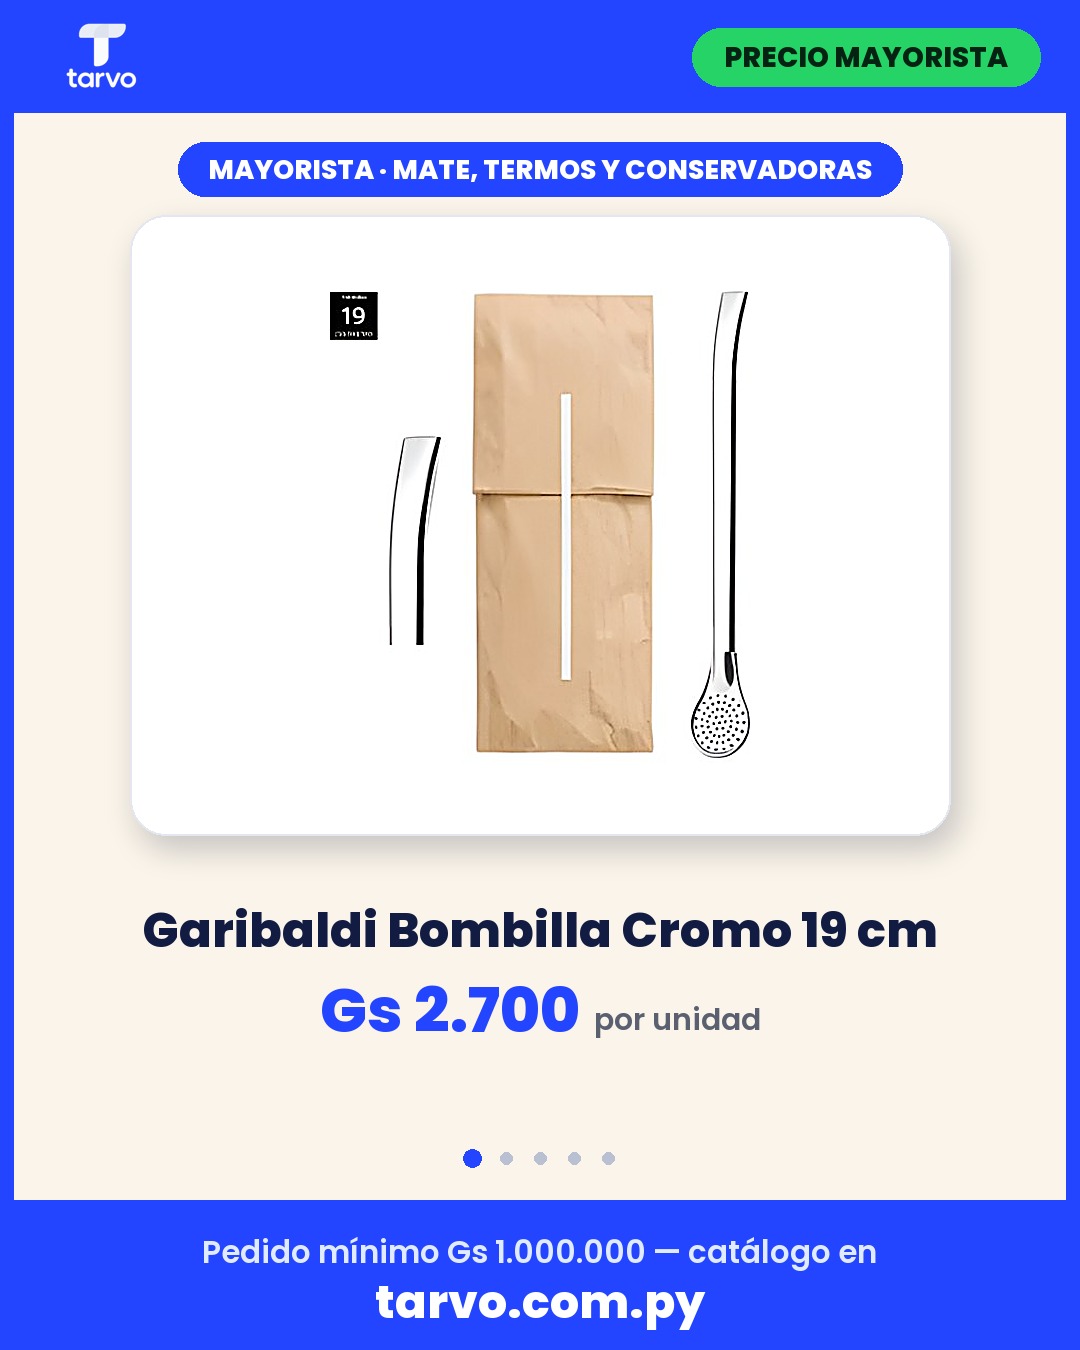 tarvo
PRECIO MAYORISTA
MAYORISTA · MATE, TERMOS Y CONSERVADORAS
19
Garibaldi Bombilla Cromo 19 cm
Gs 2.700 por unidad
Pedido mínimo Gs 1.000.000 — catálogo en
tarvo.com.py